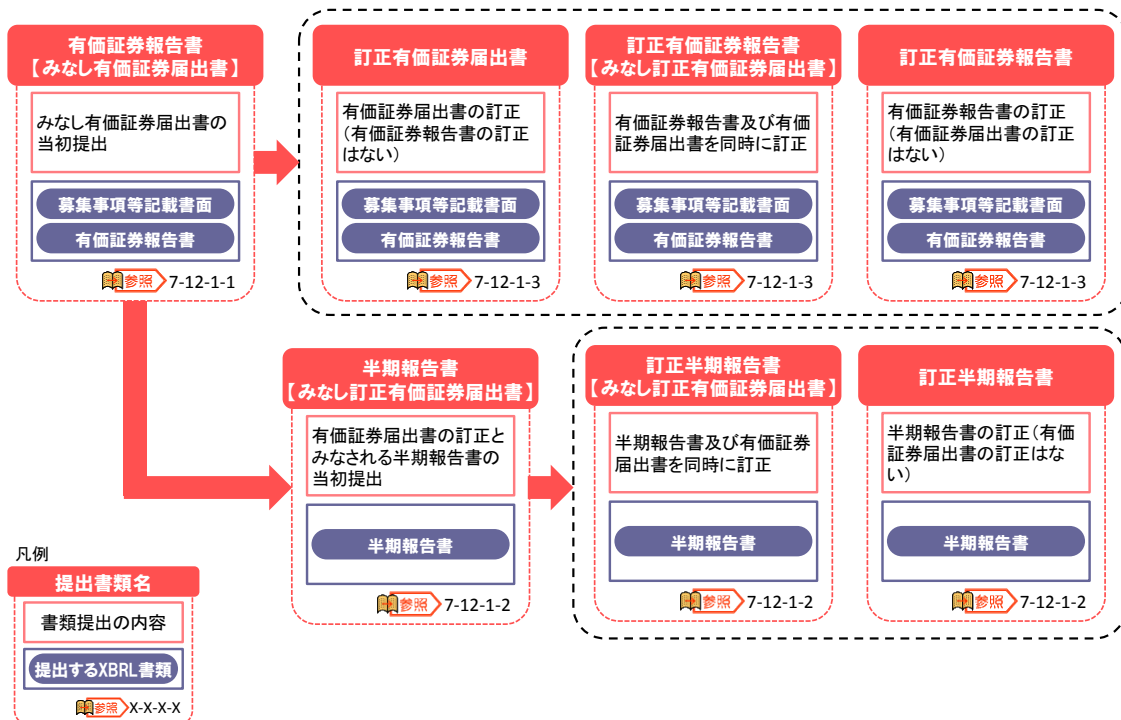 有価証券報告書
【みなし有価証券届出書】
みなし有価証券届出書の
当初提出
募集事項等記載書面
有価証券報告書
参照 7-12-1-1
訂正有価証券届出書
有価証券届出書の訂正
(有価証券報告書の訂正
はない)
募集事項等記載書面
有価証券報告書
参照 7-12-1-3
訂正有価証券報告書
【みなし訂正有価証券届出書】
有価証券報告書及び有価
証券届出書を同時に訂正
募集事項等記載書面
有価証券報告書
参照 7-12-1-3
訂正有価証券報告書
有価証券報告書の訂正
(有価証券届出書の訂正
はない)
募集事項等記載書面
有価証券報告書
参照 7-12-1-3
半期報告書
【みなし訂正有価証券届出書】
有価証券届出書の訂正と
みなされる半期報告書の
当初提出
半期報告書
参照 7-12-1-2
訂正半期報告書
【みなし訂正有価証券届出書】
半期報告書及び有価証券
届出書を同時に訂正
半期報告書
参照 7-12-1-2
訂正半期報告書
半期報告書の訂正(有価
証券届出書の訂正はな
い)
半期報告書
参照 7-12-1-2
凡例
提出書類名
書類提出の内容
提出するXBRL書類
参照 X-X-X-X